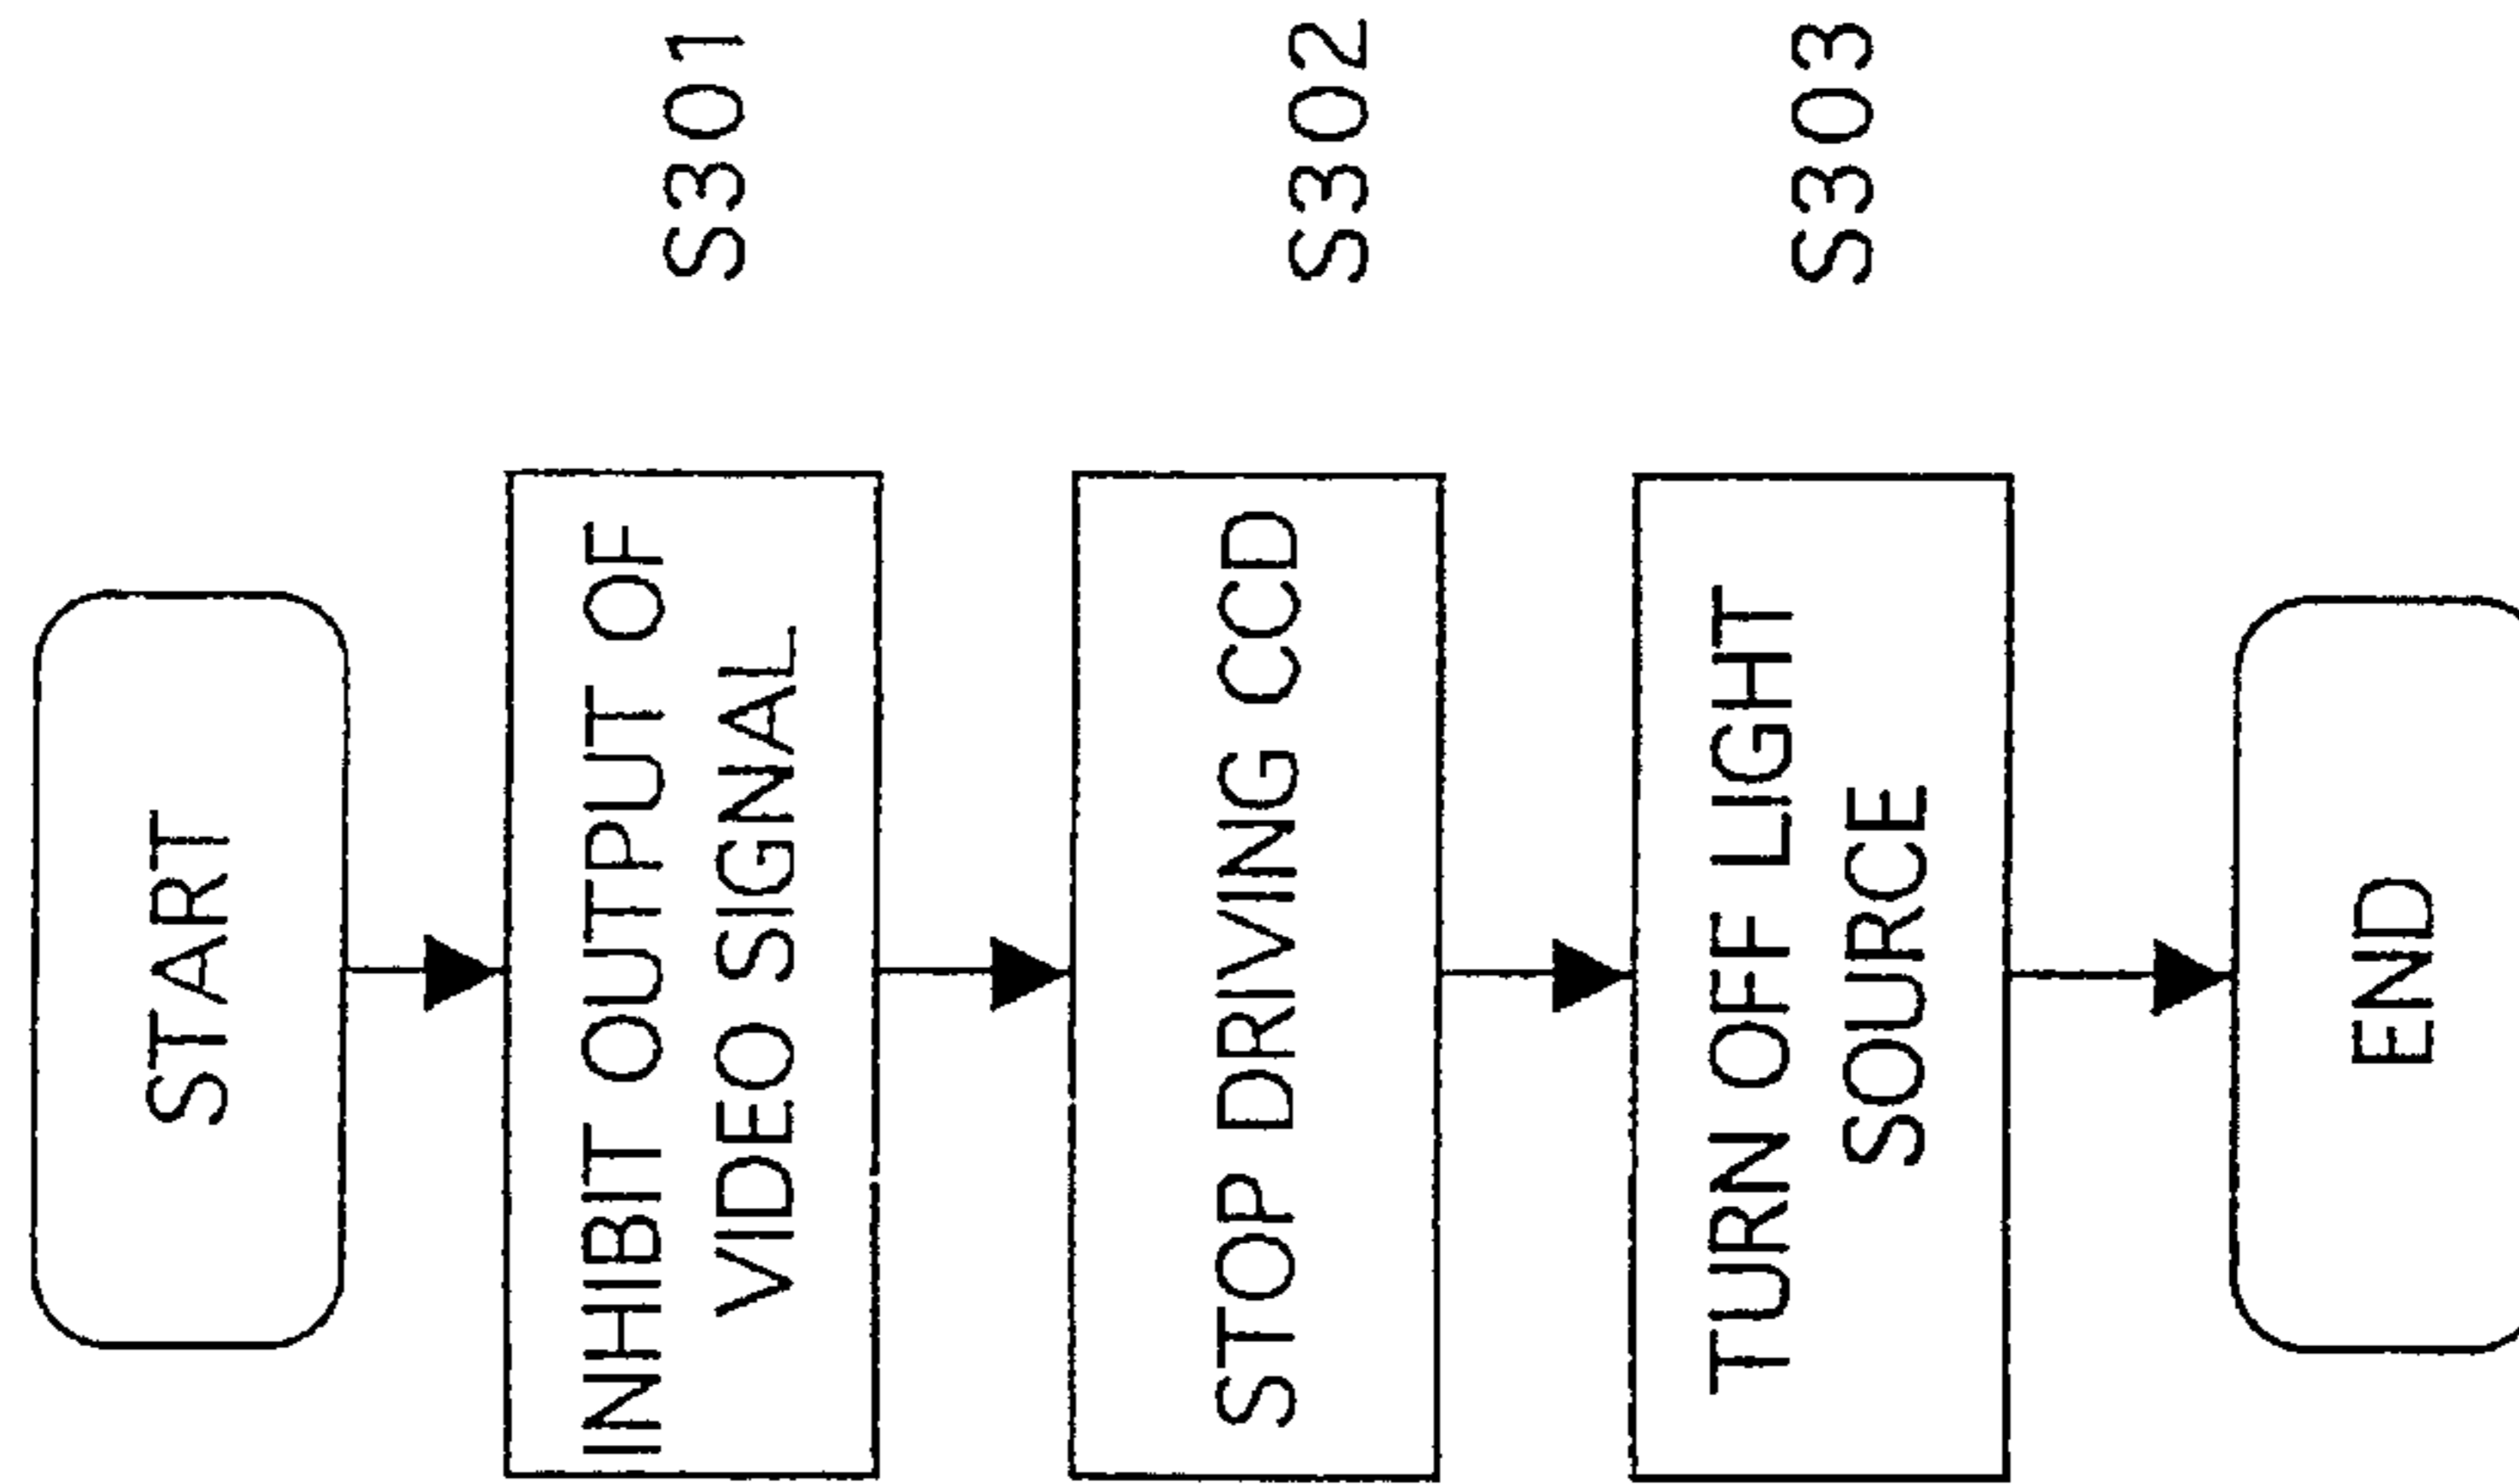 START
INHIBIT OUTPUT OF
VIDEO SIGNAL
S301
STOP DRIVING CCD
S302
TURN OFF LIGHT
SOURCE
S303
END